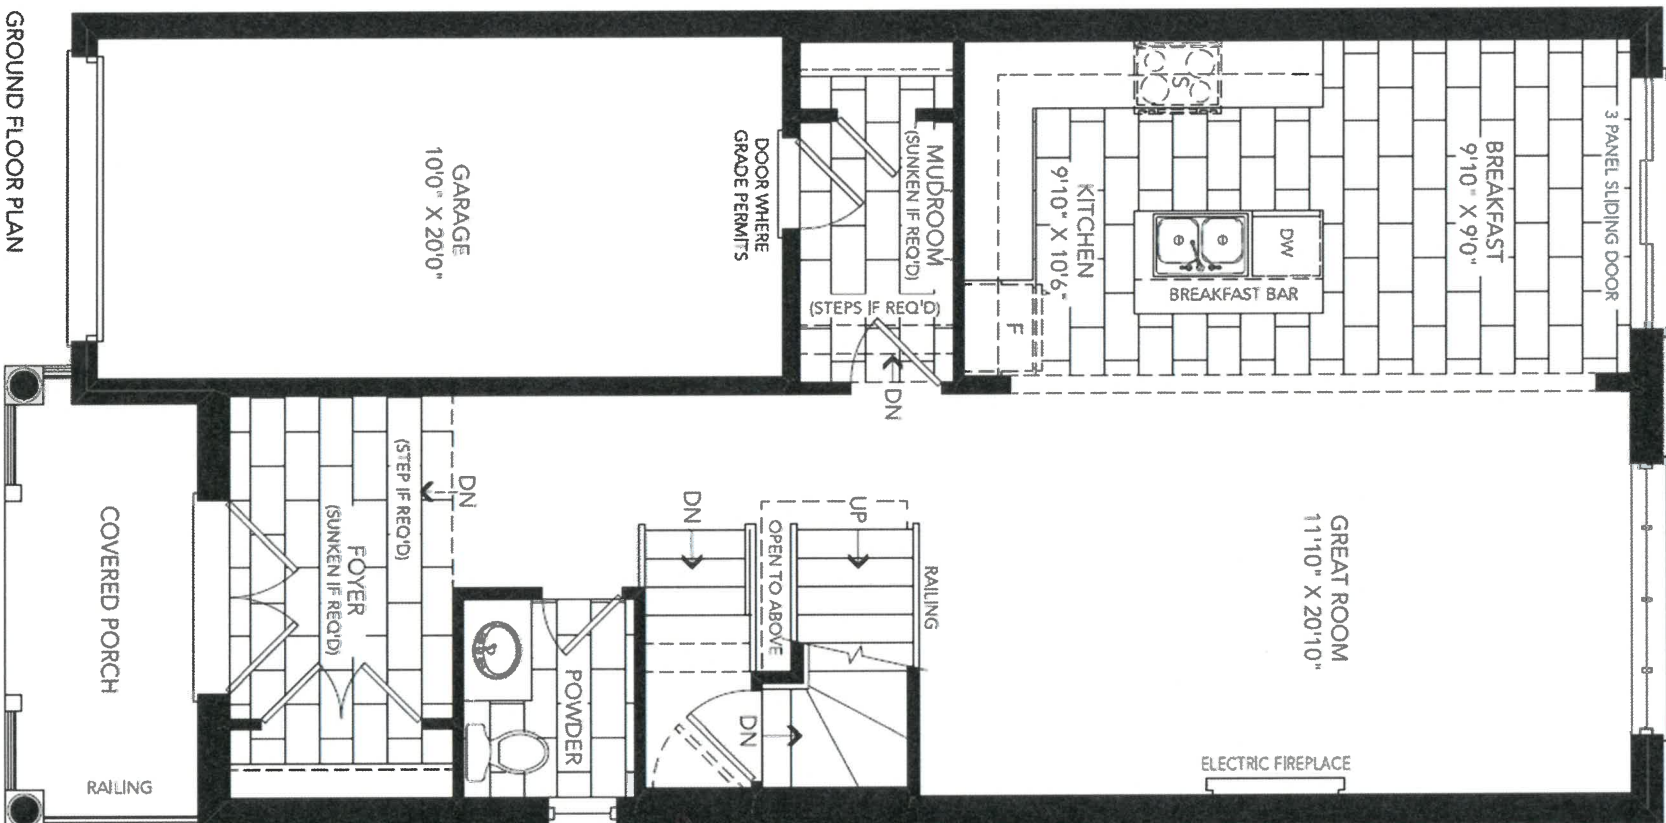 GROUND FLOOR PLAN
GARAGE
10'0" X 20'0"
DOOR WHERE
GRADE PERMITS
MUDROOM
(SUNKEN IF REQ'D)
(STEPS IF REQ'D)
DN
KITCHEN
9'10" X 10'6"
S
F
DW
BREAKFAST BAR
BREAKFAST
9'10" X 9'0"
3 PANEL SLIDING DOOR
GREAT ROOM
11'10" X 20'10"
ELECTRIC FIREPLACE
RAILING
UP
OPEN TO ABOVE
DN
DN
POWDER
DN
(STEP IF REQ'D)
FOYER
(SUNKEN IF REQ'D)
COVERED PORCH
RAILING